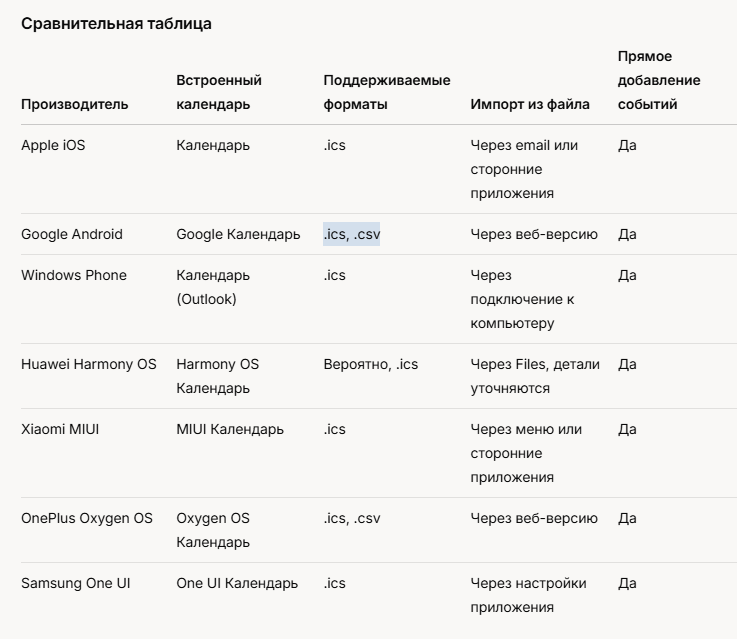 Сравнительная таблица
Прямое
Встроенный Поддерживаемые добавление
Производитель календарь форматы Импорт из файла событий
Apple iOS Календарь .ics Через email или Да
сторонние
приложения
Google Android Google Календарь .ics, .csv Через веб-версию Да
Windows Phone Календарь .ics Через Да
(Outlook) подключение к
компьютеру
Huawei Harmony OS Harmony OS Вероятно, .ics Через Files, детали Да
Календарь уточняются
Xiaomi MIUI MIUI Календарь .ics Через меню или Да
сторонние
приложения
OnePlus Oxygen OS Oxygen OS .ics, .csv Через веб-версию Да
Календарь
Samsung One UI One UI Календарь .ics Через настройки Да
приложения